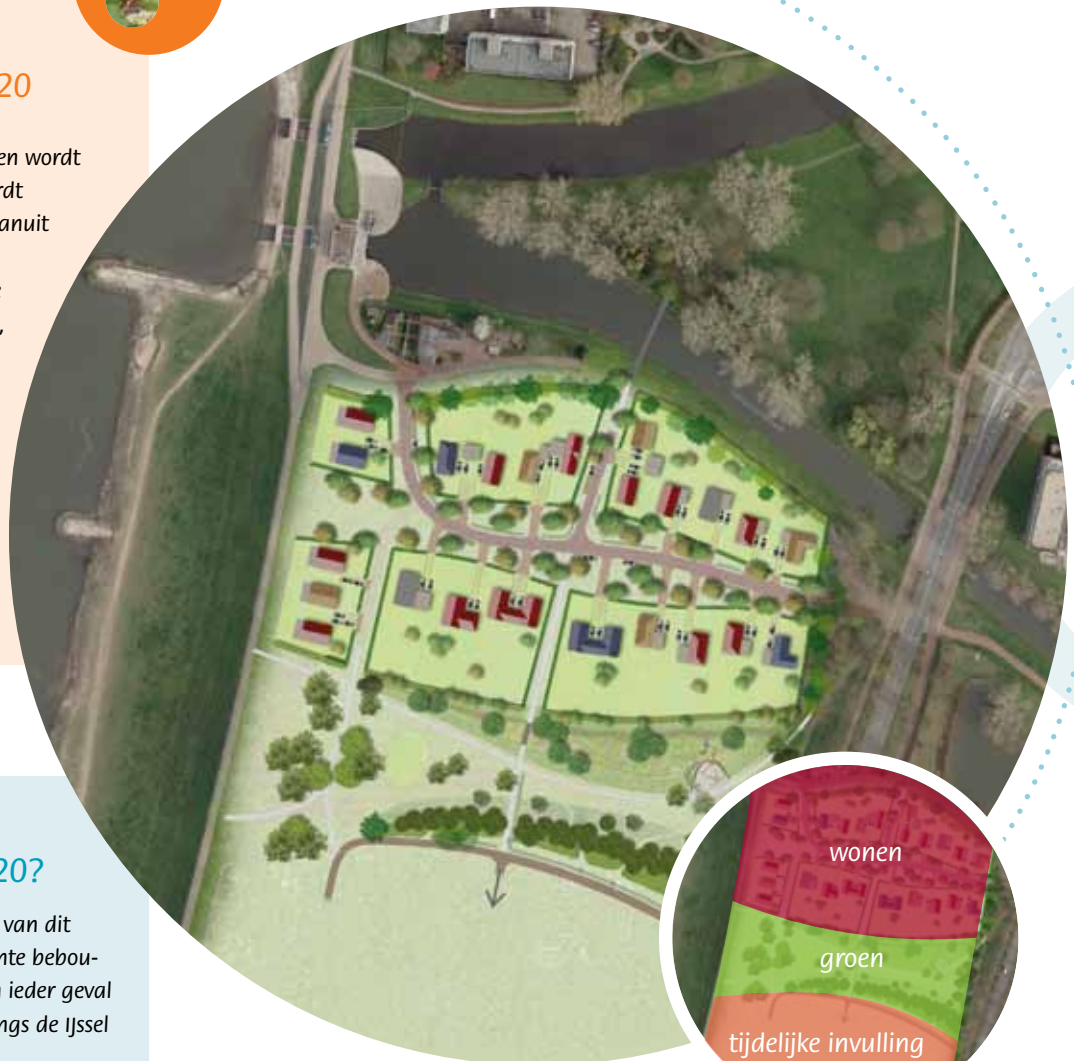 20
en wordt
rdt
anuit
20?
van dit
nte bebou-
ieder geval
ngs de IJssel
wonen
groen
tijdelijke invulling